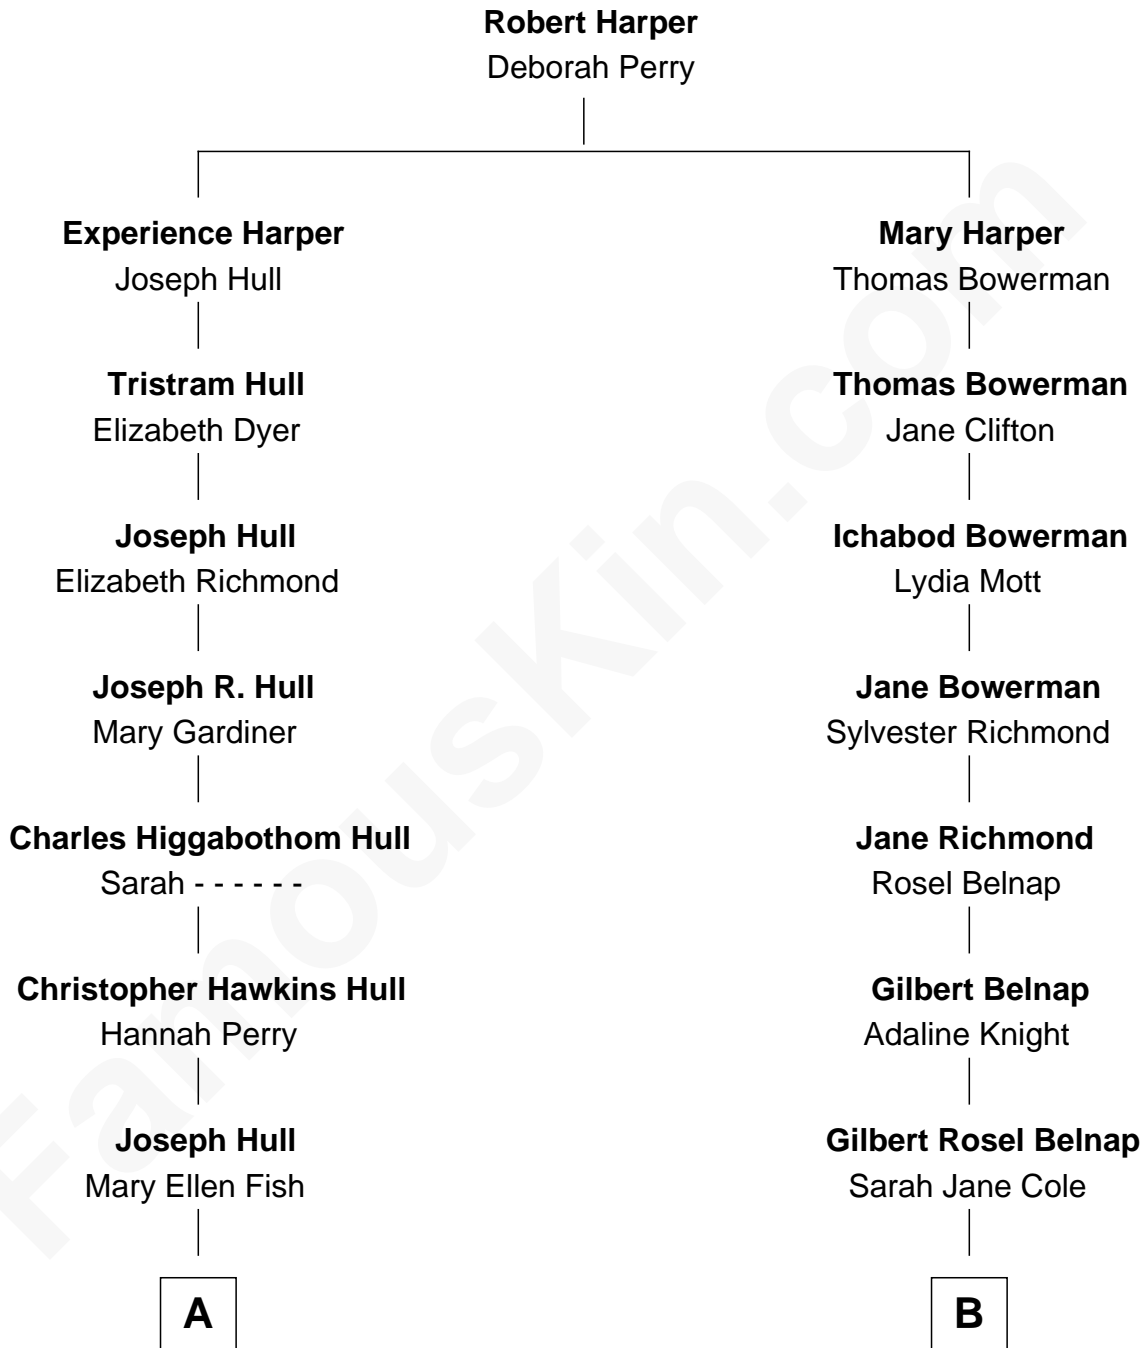 Robert Harper
Deborah Perry
Experience Harper
Joseph Hull
Mary Harper
Thomas Bowerman
Tristram Hull
Elizabeth Dyer
Thomas Bowerman
Jane Clifton
Joseph Hull
Elizabeth Richmond
Ichabod Bowerman
Lydia Mott
Joseph R. Hull
Mary Gardiner
Jane Bowerman
Sylvester Richmond
Charles Higgabothom Hull
Sarah - - - - - -
Jane Richmond
Rosel Belnap
Christopher Hawkins Hull
Hannah Perry
Gilbert Belnap
Adaline Knight
Joseph Hull
Mary Ellen Fish
Gilbert Rosel Belnap
Sarah Jane Cole
A
B
FamousKin.com